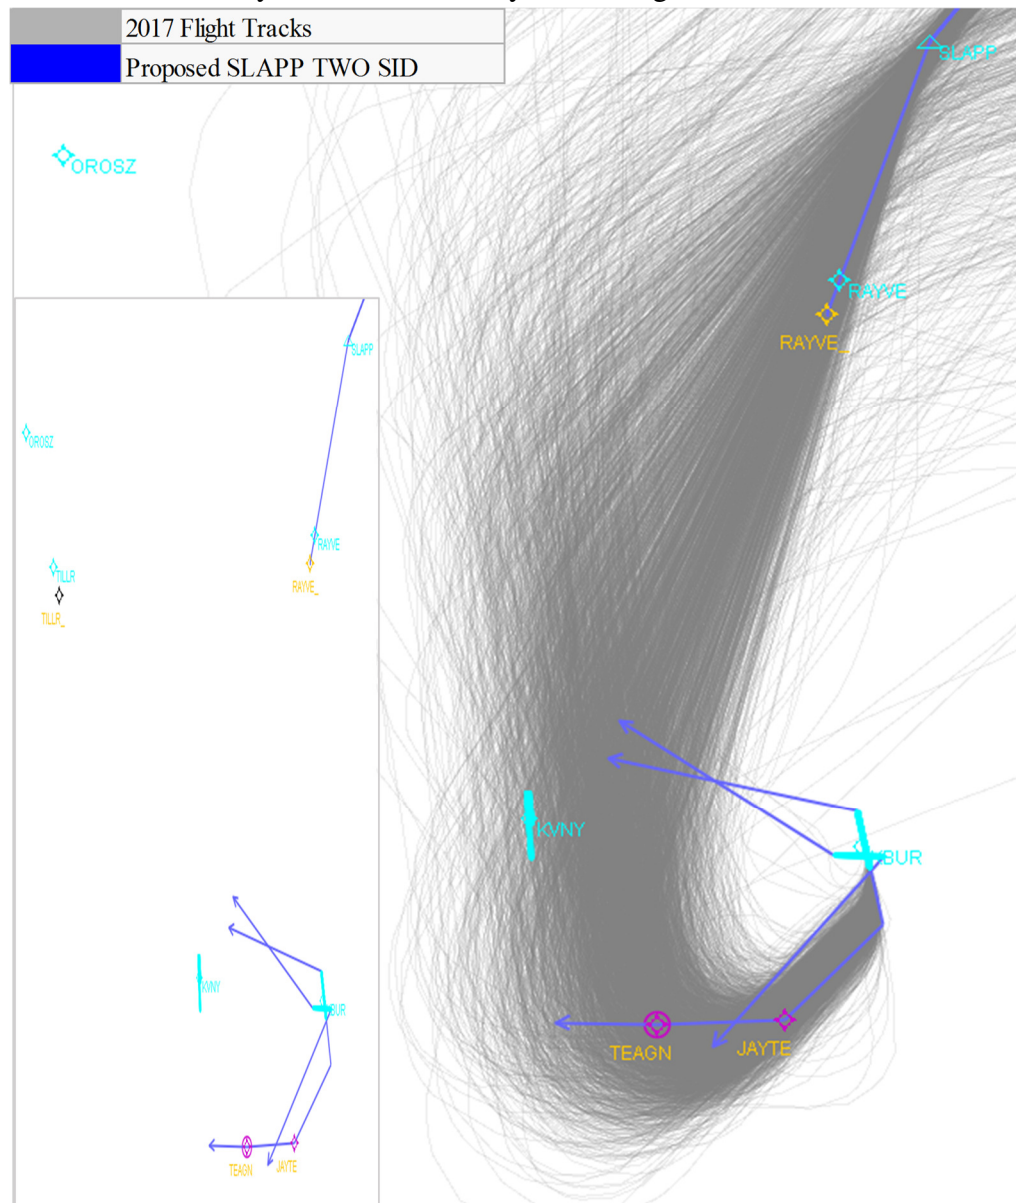 2017 Flight Tracks
Proposed SLAPP TWO SID
SLAPP
OROSZ
RAYVE
RAYVE_
SLAPP
OROSZ
RAYVE
TILLR
RAYVE_
TILLR_
KVNY
BUR
KVNY
BUR
TEAGN
JAYTE
TEAGN
JAYTE